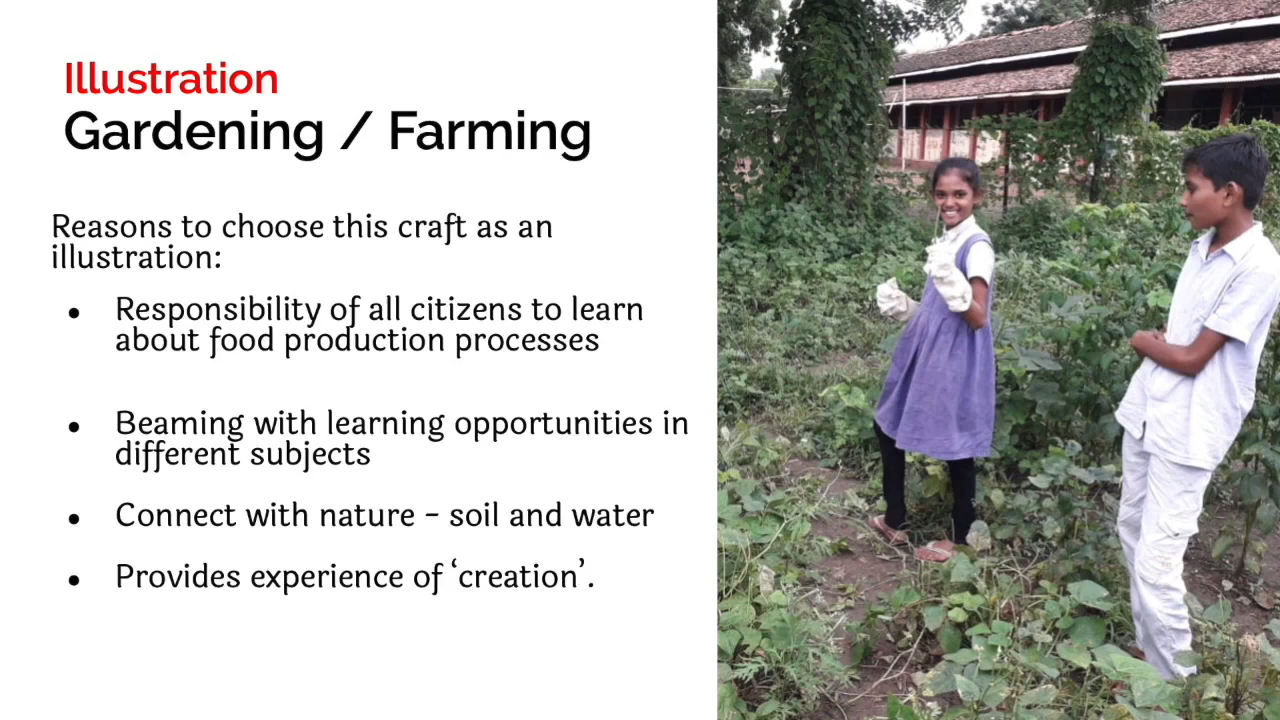 Illustration
Gardening / Farming
Reasons to choose this craft as an
illustration:
● Responsibility of all citizens to learn
about food production processes
● Beaming with learning opportunities in
different subjects
● Connect with nature - soil and water
● Provides experience of ‘creation’.